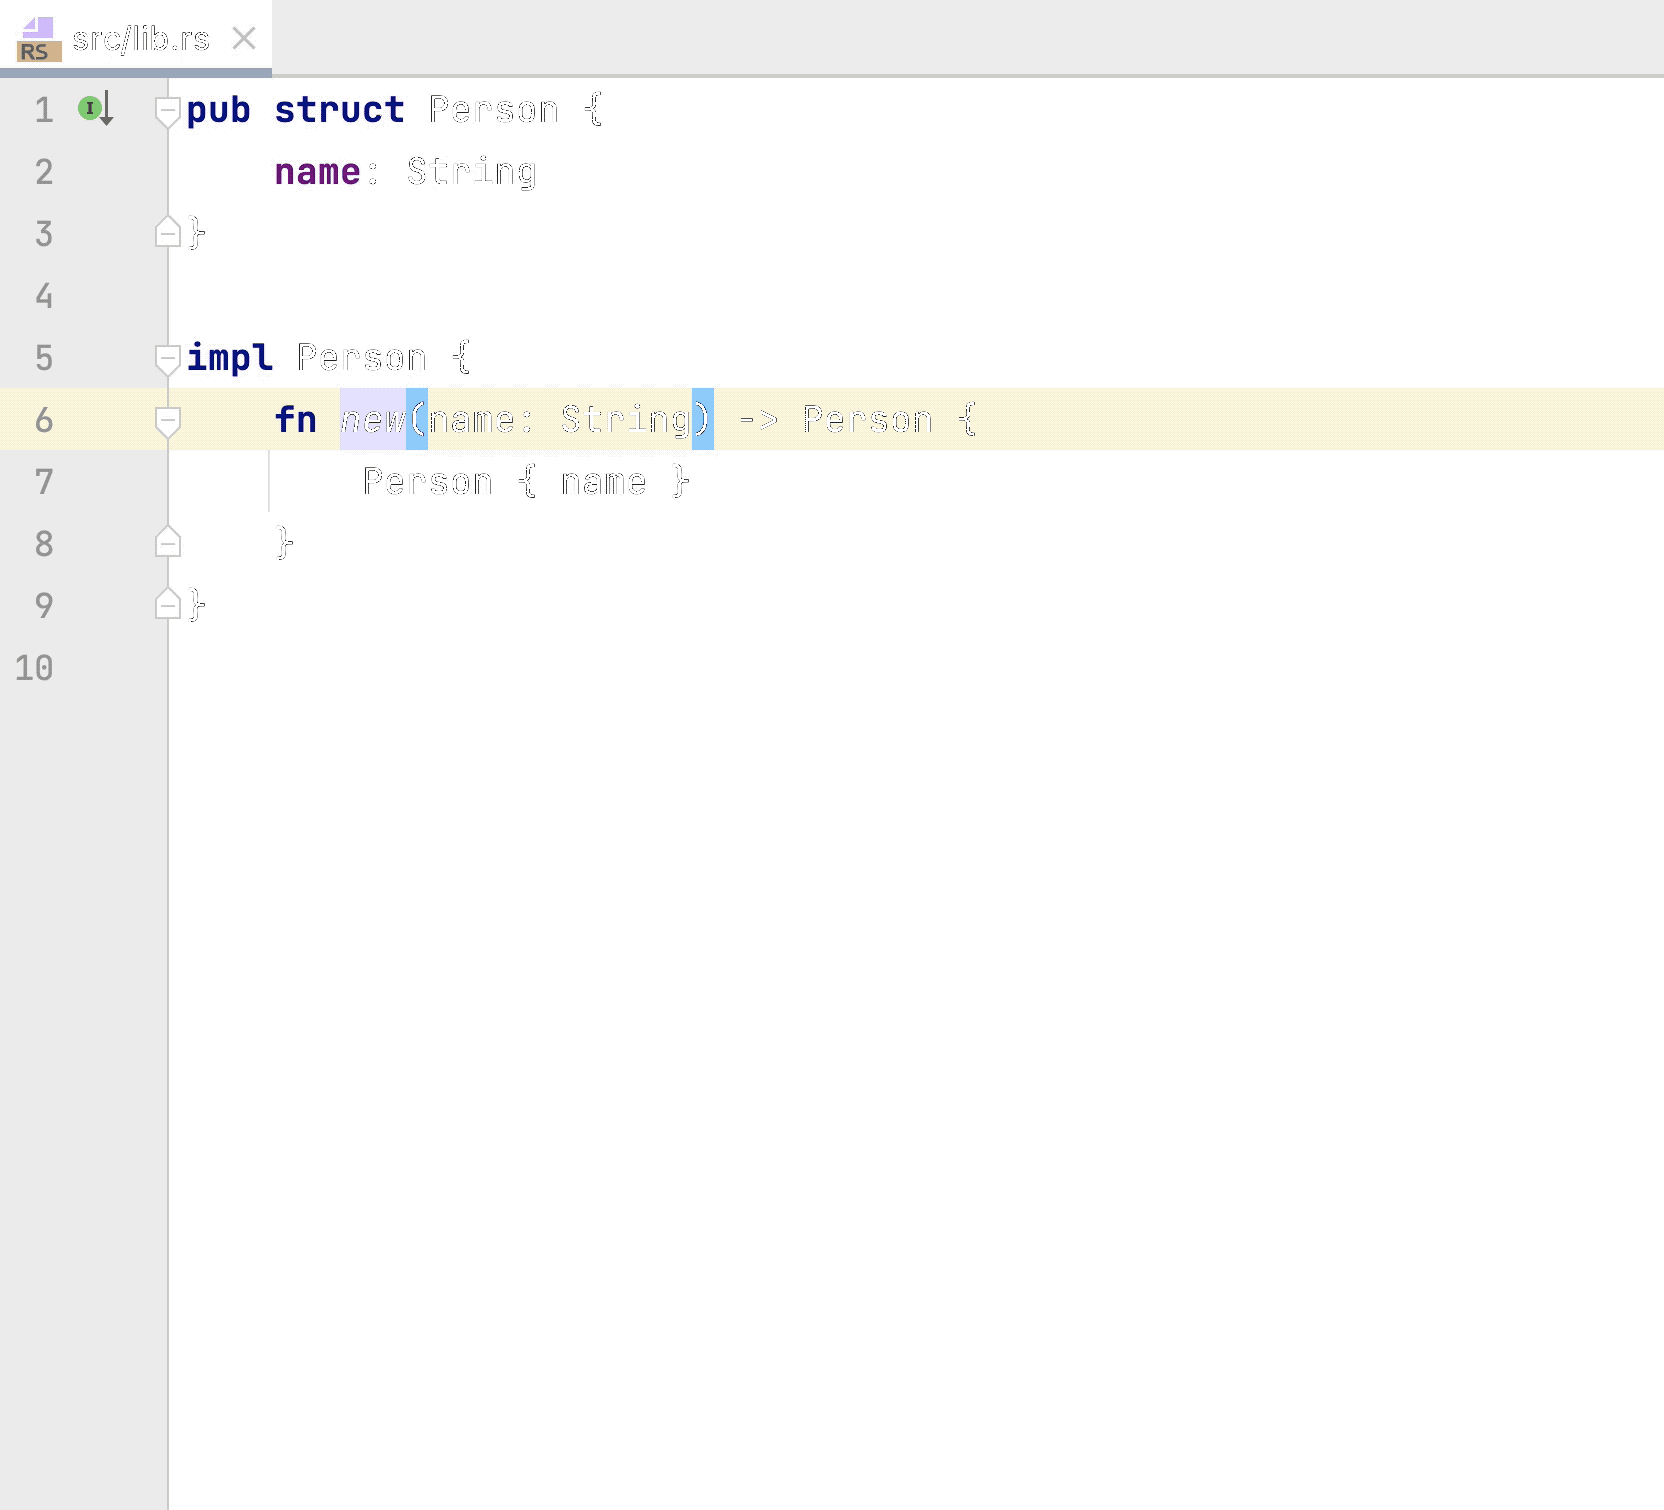 RS src/lib.rs
1 I pub struct Person {
2 name: String
3 }
4
5 impl Person {
6 fn new(name: String) -> Person {
7 Person { name }
8 }
9 }
10